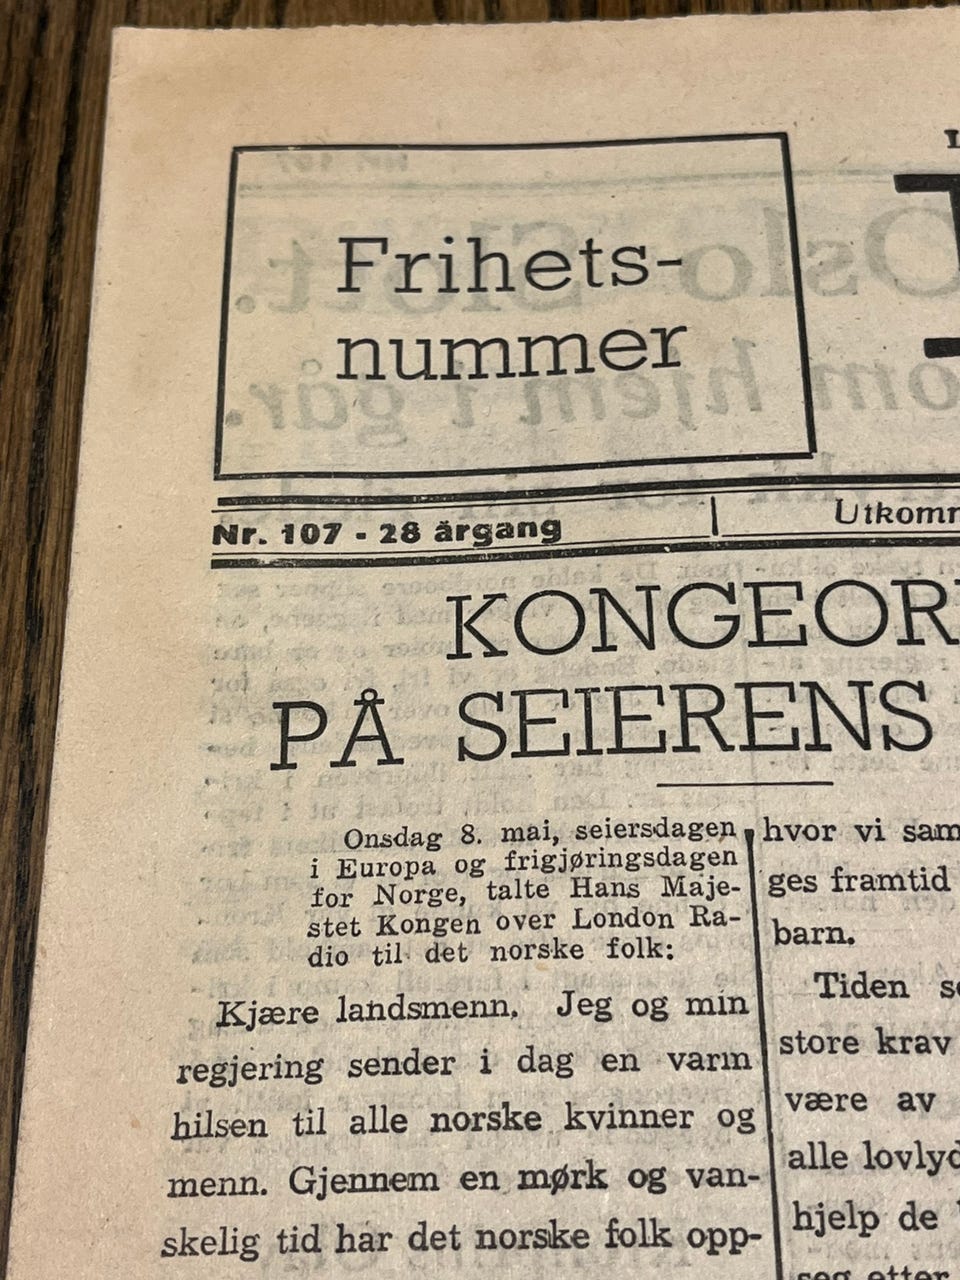 Frihets-
nummer
Nr. 107 - 28 årgang
Utkomm
KONGEOR
PÅ SEIERENS
Onsdag 8. mai, seiersdagen
i Europa og frigjøringsdagen
for Norge, talte Hans Maje-
stet Kongen over London Ra-
dio til det norske folk:
Kjære landsmenn. Jeg og min
regjering sender i dag en varm
hilsen til alle norske kvinner og
menn. Gjennem en mørk og van-
skelig tid har det norske folk opp-
hvor vi sam
ges framtid
barn.
Tiden s
store krav
være av
alle lovlyd
hjelp de
seg etter